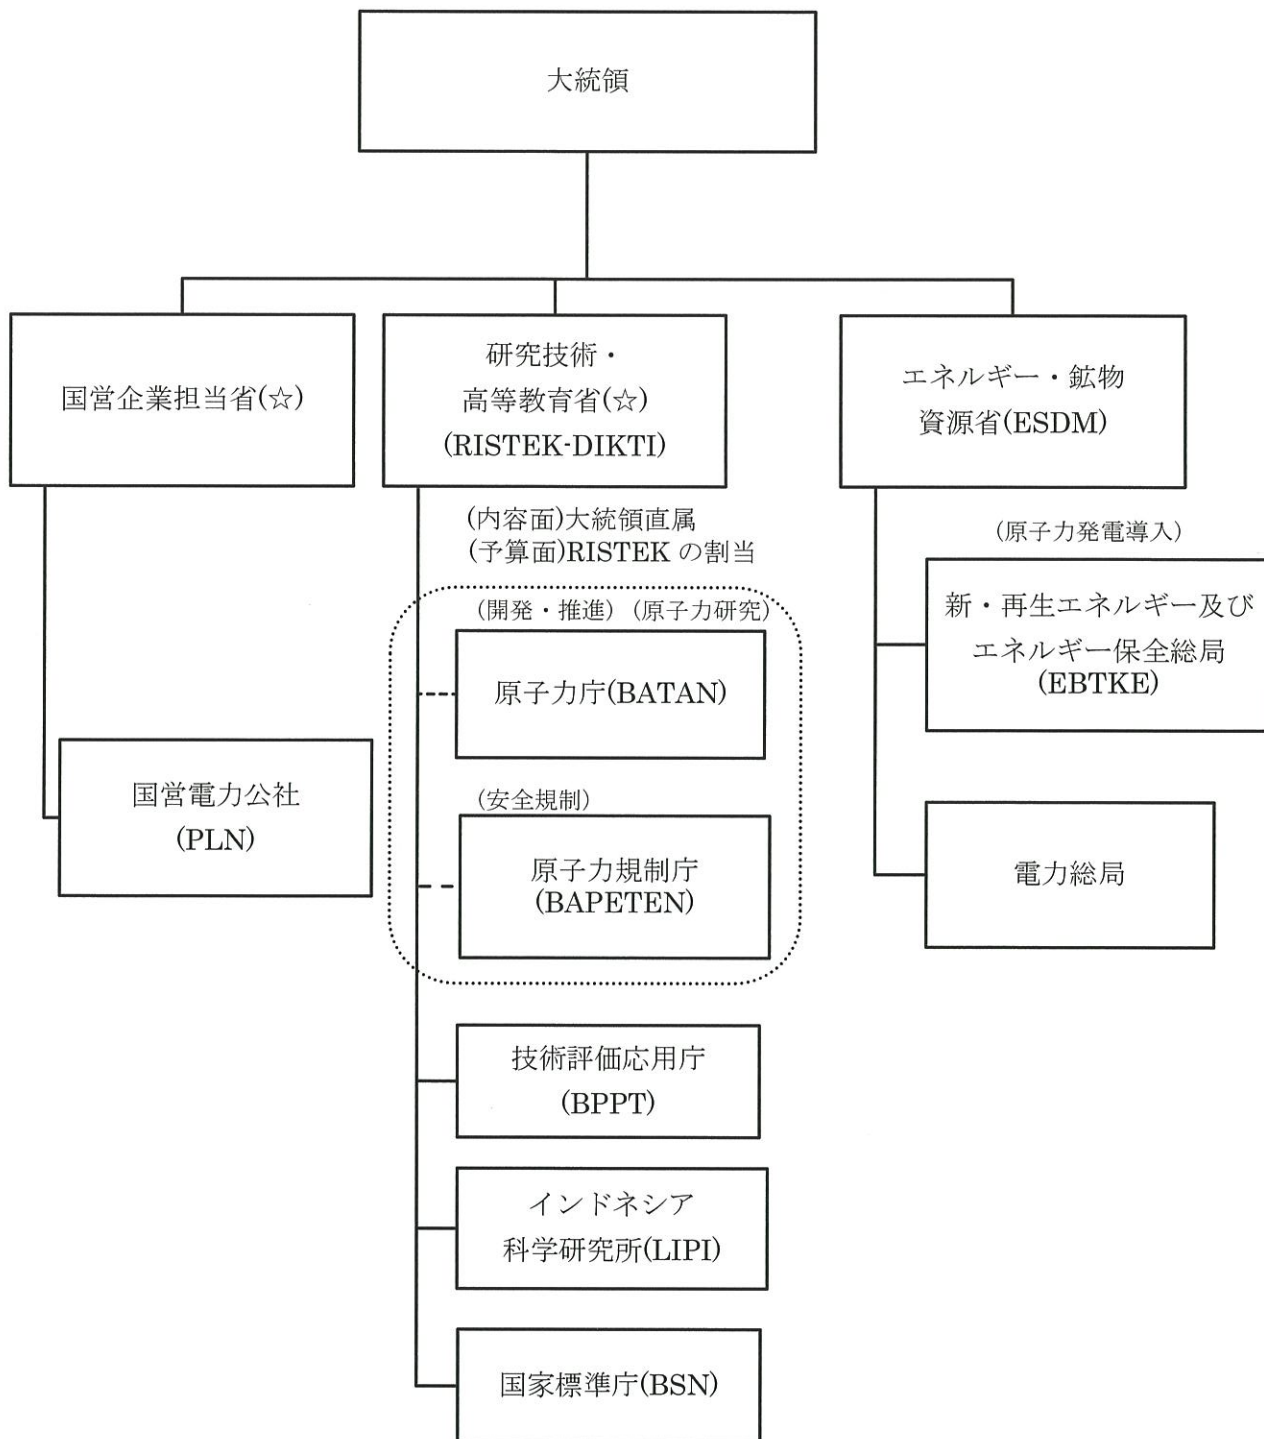 大統領
国営企業担当省(☆)
研究技術・
高等教育省(☆)
(RISTEK-DIKTI)
エネルギー・鉱物
資源省(ESDM)
(内容面)大統領直属
(予算面)RISTEK の割当
(原子力発電導入)
(開発・推進) (原子力研究)
原子力庁(BATAN)
新・再生エネルギー及び
エネルギー保全総局
(EBTKE)
国営電力公社
(PLN)
(安全規制)
原子力規制庁
(BAPETEN)
電力総局
技術評価応用庁
(BPPT)
インドネシア
科学研究所(LIPI)
国家標準庁(BSN)